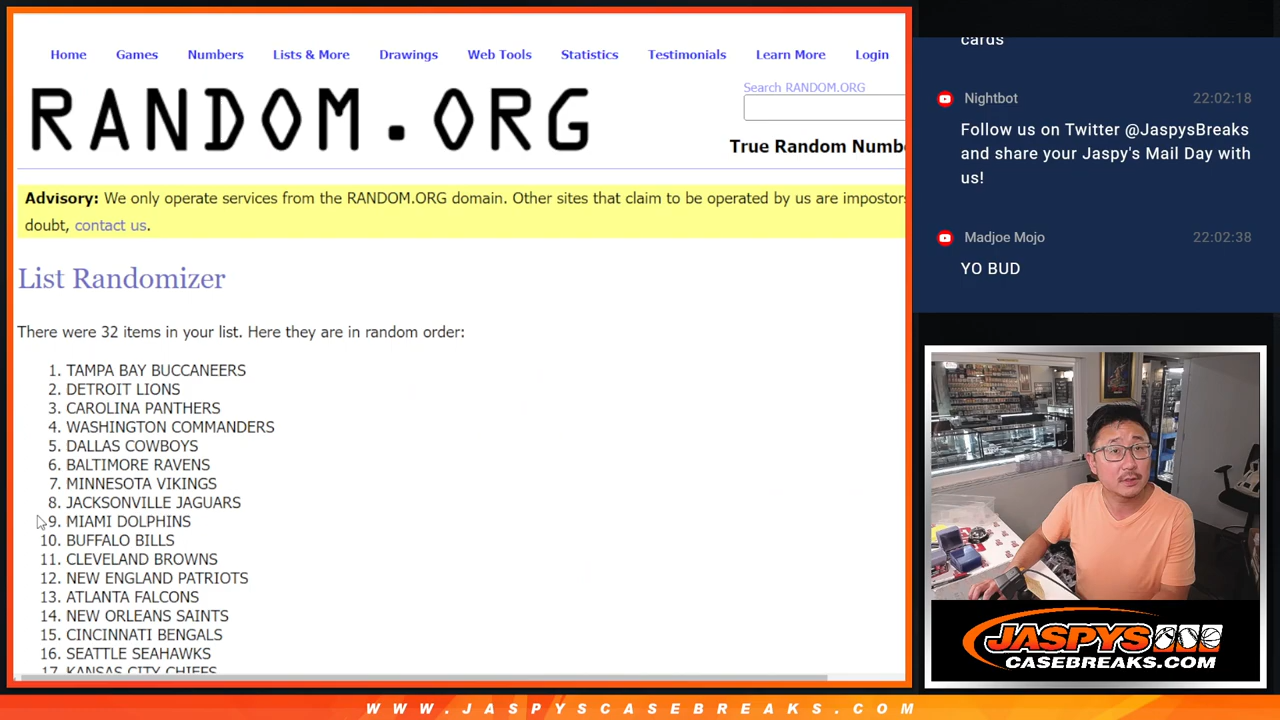 Home Games Numbers Lists & More Drawings Web Tools Statistics Testimonials Learn More Login
RANDOM.ORG
Search RANDOM.ORG
True Random Numb
Advisory: We only operate services from the RANDOM.ORG domain. Other sites that claim to be operated by us are impostors
doubt, contact us.
List Randomizer
There were 32 items in your list. Here they are in random order:
1. TAMPA BAY BUCCANEERS
2. DETROIT LIONS
3. CAROLINA PANTHERS
4. WASHINGTON COMMANDERS
5. DALLAS COWBOYS
6. BALTIMORE RAVENS
7. MINNESOTA VIKINGS
8. JACKSONVILLE JAGUARS
9. MIAMI DOLPHINS
10. BUFFALO BILLS
11. CLEVELAND BROWNS
12. NEW ENGLAND PATRIOTS
13. ATLANTA FALCONS
14. NEW ORLEANS SAINTS
15. CINCINNATI BENGALS
16. SEATTLE SEAHAWKS
17. KANSAS CITY CHIEFS
cards
Nightbot 22:02:18
Follow us on Twitter @JaspysBreaks
and share your Jaspy's Mail Day with
us!
Madjoe Mojo 22:02:38
YO BUD
JASPYS
CASEBREAKS.COM
WWW.JASPYSCASEBREAKS.COM